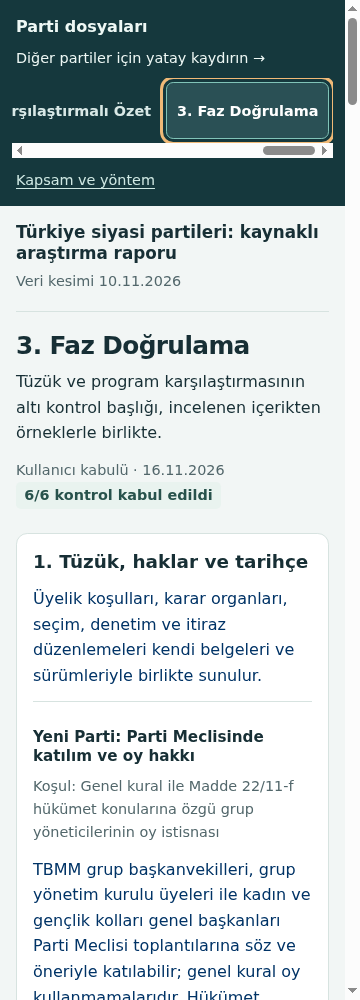 Parti dosyaları
Diğer partiler için yatay kaydırın →
rşılaştırmalı Özet
3. Faz Doğrulama
Kapsam ve yöntem
Türkiye siyasi partileri: kaynaklı
araştırma raporu
Veri kesimi 10.11.2026
3. Faz Doğrulama
Tüzük ve program karşılaştırmasının
altı kontrol başlığı, incelenen içerikten
örneklerle birlikte.
Kullanıcı kabulü · 16.11.2026
6/6 kontrol kabul edildi
1. Tüzük, haklar ve tarihçe
Üyelik koşulları, karar organları,
seçim, denetim ve itiraz
düzenlemeleri kendi belgeleri ve
sürümleriyle birlikte sunulur.
Yeni Parti: Parti Meclisinde
katılım ve oy hakkı
Koşul: Genel kural ile Madde 22/11-f
hükümet konularına özgü grup
yöneticilerinin oy istisnası
TBMM grup başkanvekilleri, grup
yönetim kurulu üyeleri ile kadın ve
gençlik kolları genel başkanları
Parti Meclisi toplantılarına söz ve
öneriyle katılabilir; genel kural oy
kullanmamalarıdır. Hükümet